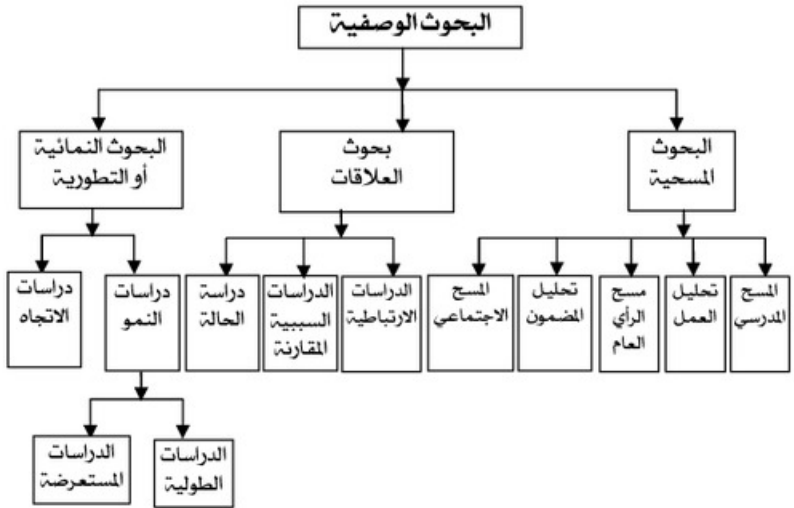 البحوث الوصفية
البحوث
المسحية
بحوث
العلاقات
البحوث النمائية
أو التطورية
المسح
المدرسي
تحليل
العمل
مسح
الرأي
العام
تحليل
المضمون
المسح
الاجتماعي
الدراسات
الارتباطية
الدراسات
السببية
المقارنة
دراسة
الحالة
دراسات
النمو
دراسات
الاتجاه
الدراسات
الطولية
الدراسات
المستعرضة